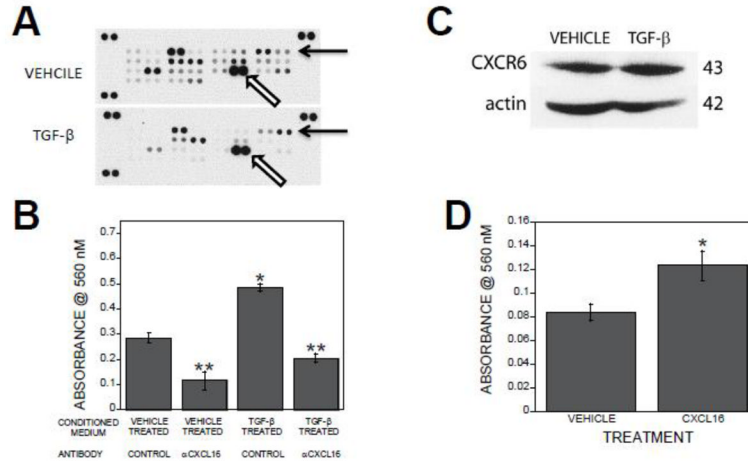 A
VEHCILE
TGF-β
C
VEHICLE TGF-β
CXCR6 43
actin 42
B
ABSORBANCE @ 560 nM
0.7
0.6
0.5
0.4
0.3
0.2
0.1
0
*
**
**
CONDITIONED MEDIUM
VEHICLE TREATED
VEHICLE TREATED
TGF-β TREATED
TGF-β TREATED
ANTIBODY CONTROL αCXCL16 CONTROL αCXCL16
D
ABSORBANCE @ 560 nM
0.16
0.12
0.1
0.08
0.06
0.04
0.02
0
*
VEHICLE CXCL16
TREATMENT